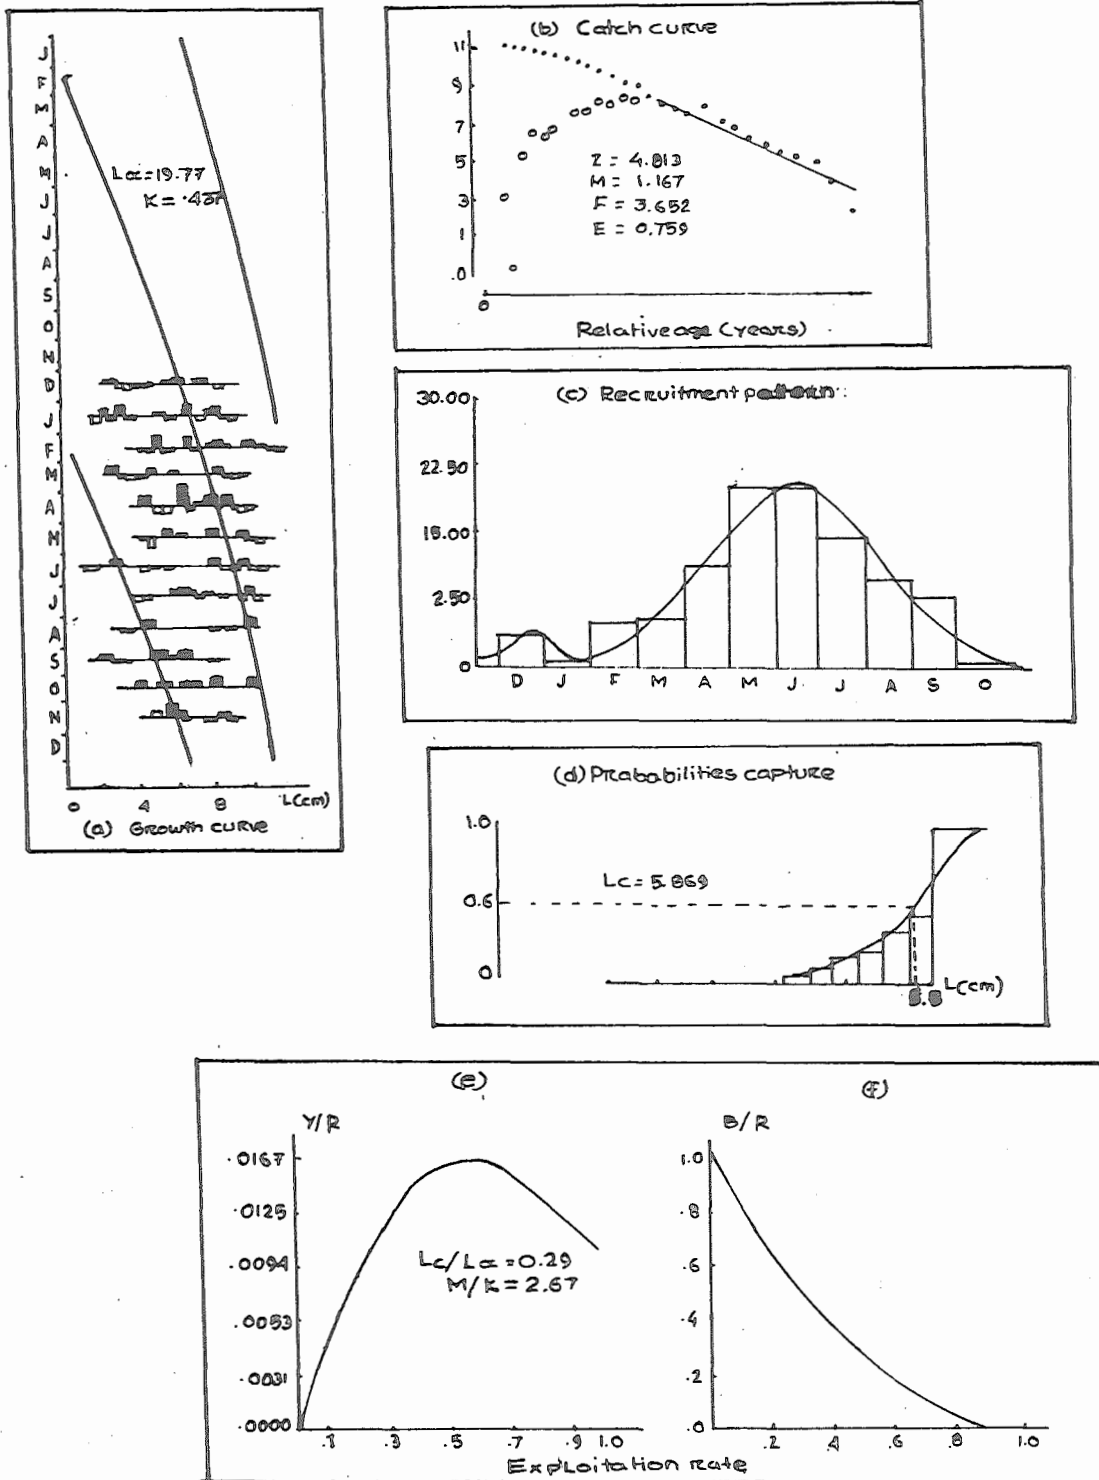 J
F
M
A
M
J
J
A
S
O
N
D
J
F
M
A
M
J
J
A
S
O
N
D
Lα=19.77
0 4 8 L(cm)
(a) Growth curve
(b) Catch curve
11
9
7
5
3
1
.0
0
Z = 4.813
M = 1.167
F = 3.652
E = 0.759
Relative age (years)
(c) Recruitment pattern
30.00
22.50
15.00
2.50
0
D J F M A M J J A S O
(d) Prababilities capture
1.0
0.6
0
Lc = 5.869
L(cm)
(e)
Y/R
.0167
.0125
.0094
.0053
.0031
.0000
Lc/Lα = 0.29
M/K = 2.67
.1 .3 .5 .7 .9 1.0
(f)
B/R
1.0
.8
.6
.4
.2
.0
.2 .4 .6 .8 1.0
Exploitation rate